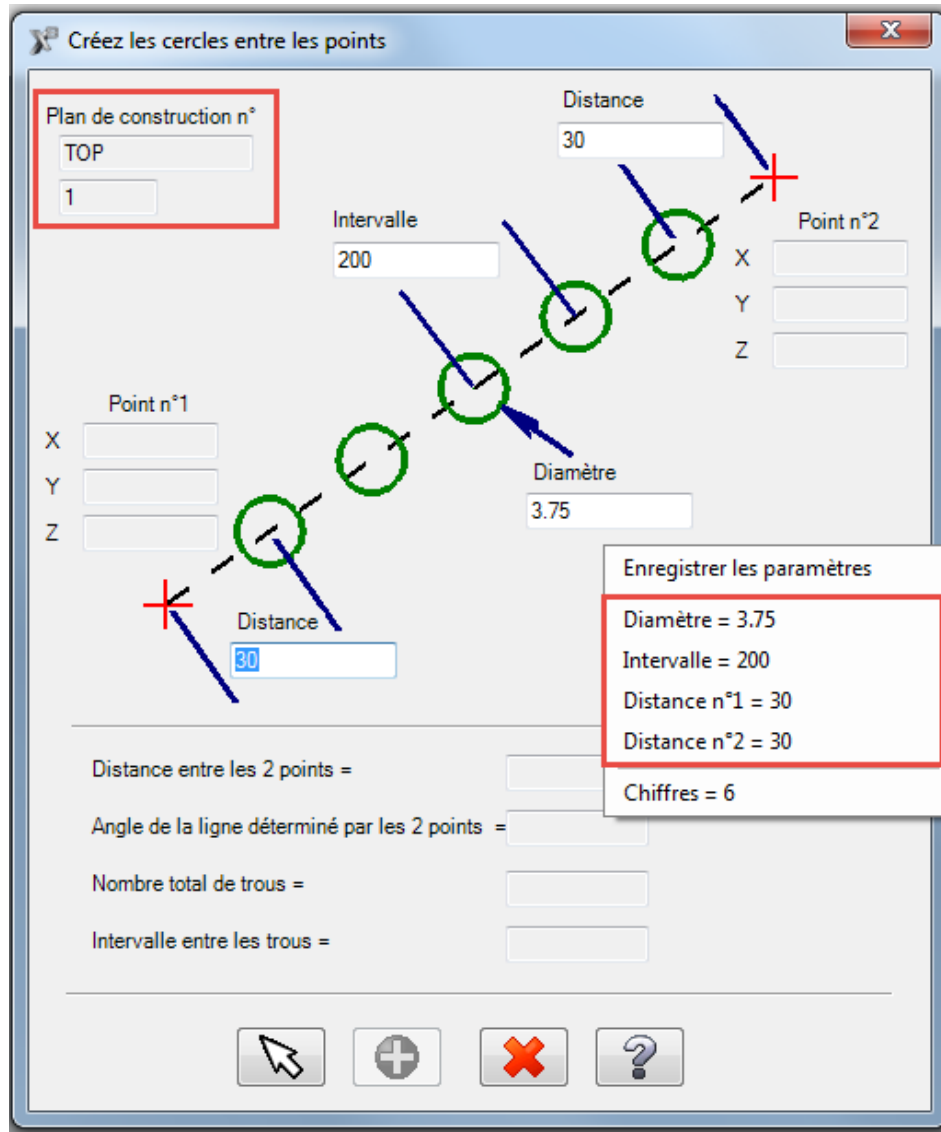 Créez les cercles entre les points
Plan de construction n°
TOP
1
Distance
30
Intervalle
200
Point n°2
X
Y
Z
Point n°1
X
Y
Z
Diamètre
3.75
Distance
30
Enregistrer les paramètres
Diamètre = 3.75
Intervalle = 200
Distance n°1 = 30
Distance n°2 = 30
Chiffres = 6
Distance entre les 2 points =
Angle de la ligne déterminé par les 2 points =
Nombre total de trous =
Intervalle entre les trous =